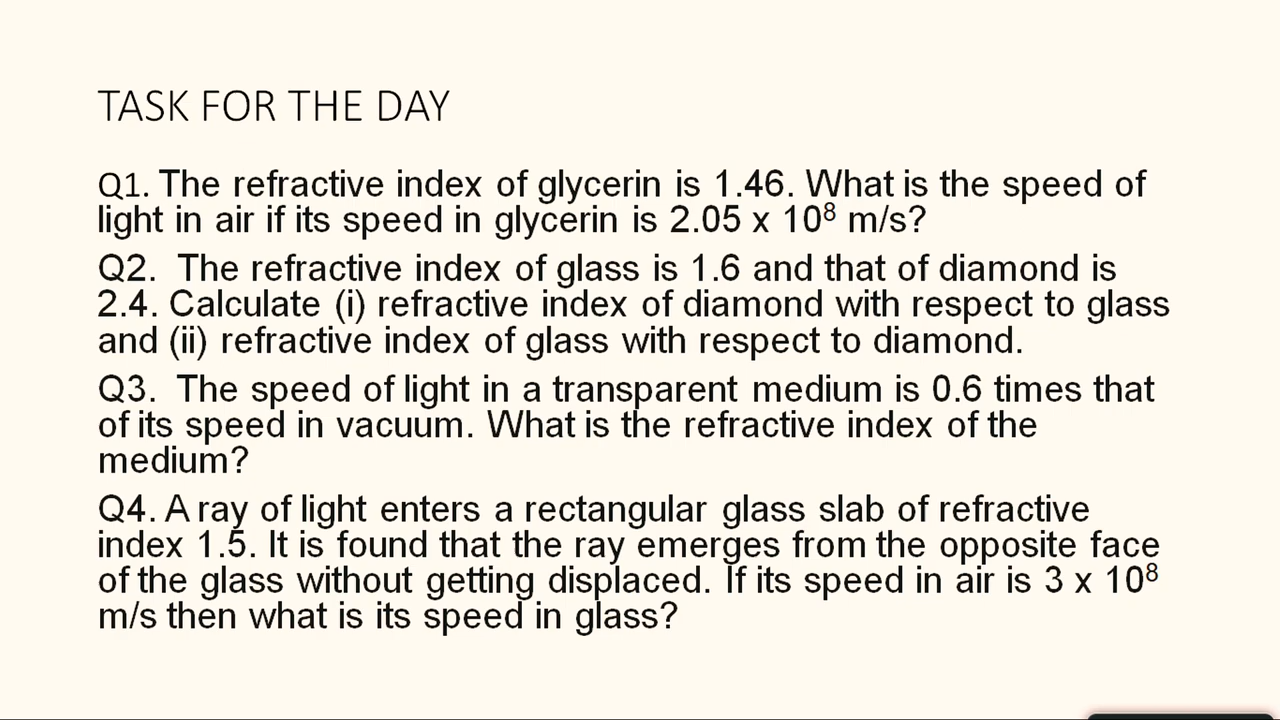 TASK FOR THE DAY
Q1. The refractive index of glycerin is 1.46. What is the speed of
light in air if its speed in glycerin is 2.05 x 10⁸ m/s?
Q2. The refractive index of glass is 1.6 and that of diamond is
2.4. Calculate (i) refractive index of diamond with respect to glass
and (ii) refractive index of glass with respect to diamond.
Q3. The speed of light in a transparent medium is 0.6 times that
of its speed in vacuum. What is the refractive index of the
medium?
Q4. A ray of light enters a rectangular glass slab of refractive
index 1.5. It is found that the ray emerges from the opposite face
of the glass without getting displaced. If its speed in air is 3 x 10⁸
m/s then what is its speed in glass?